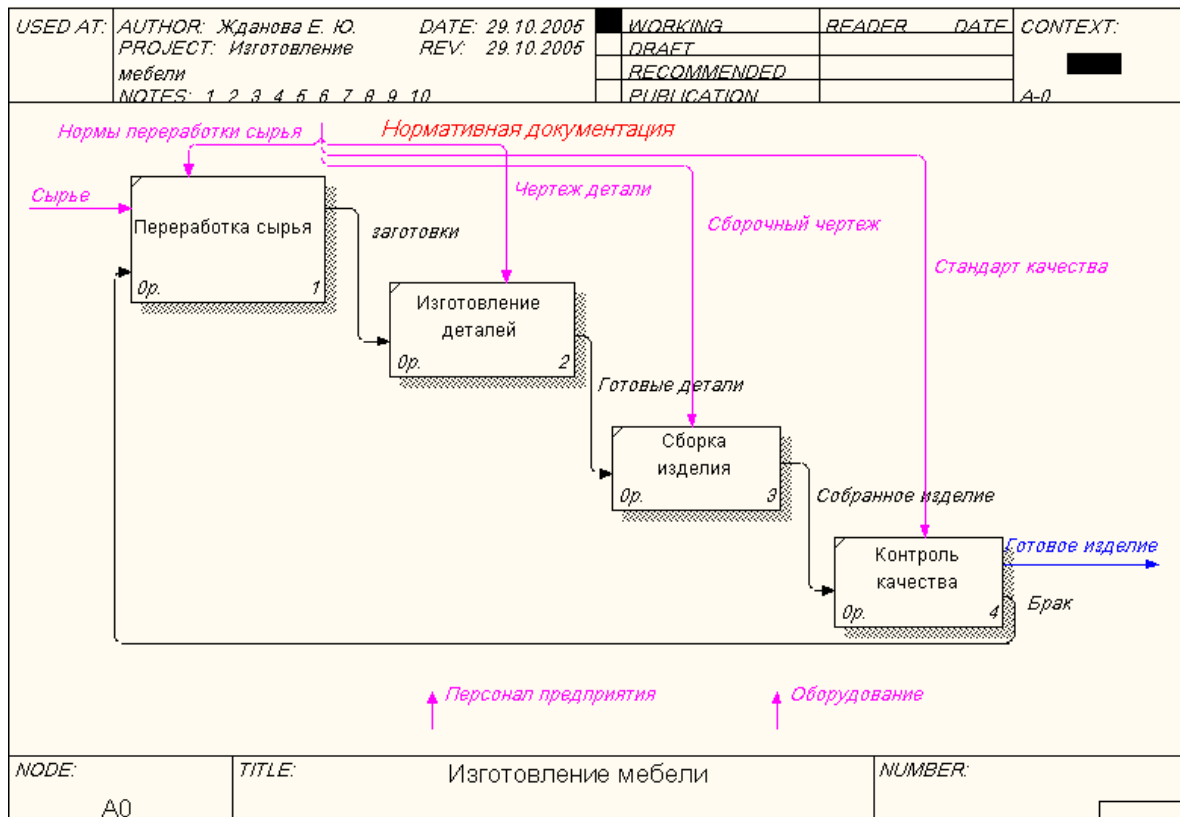 USED AT:
AUTHOR: Жданова Е. Ю.
DATE: 29.10.2005
PROJECT: Изготовление
мебели
REV: 29.10.2005
NOTES: 1 2 3 4 5 6 7 8 9 10
WORKING
DRAFT
RECOMMENDED
PUBLICATION
READER
DATE
CONTEXT:
A-0
Нормы переработки сырья
Нормативная документация
Сырье
Чертеж детали
Сборочный чертеж
Стандарт качества
Переработка сырья
0р.
1
заготовки
Изготовление
деталей
0р.
2
Готовые детали
Сборка
изделия
0р.
3
Собранное изделие
Контроль
качества
0р.
4
Готовое изделие
Брак
Персонал предприятия
Оборудование
NODE:
A0
TITLE:
Изготовление мебели
NUMBER: